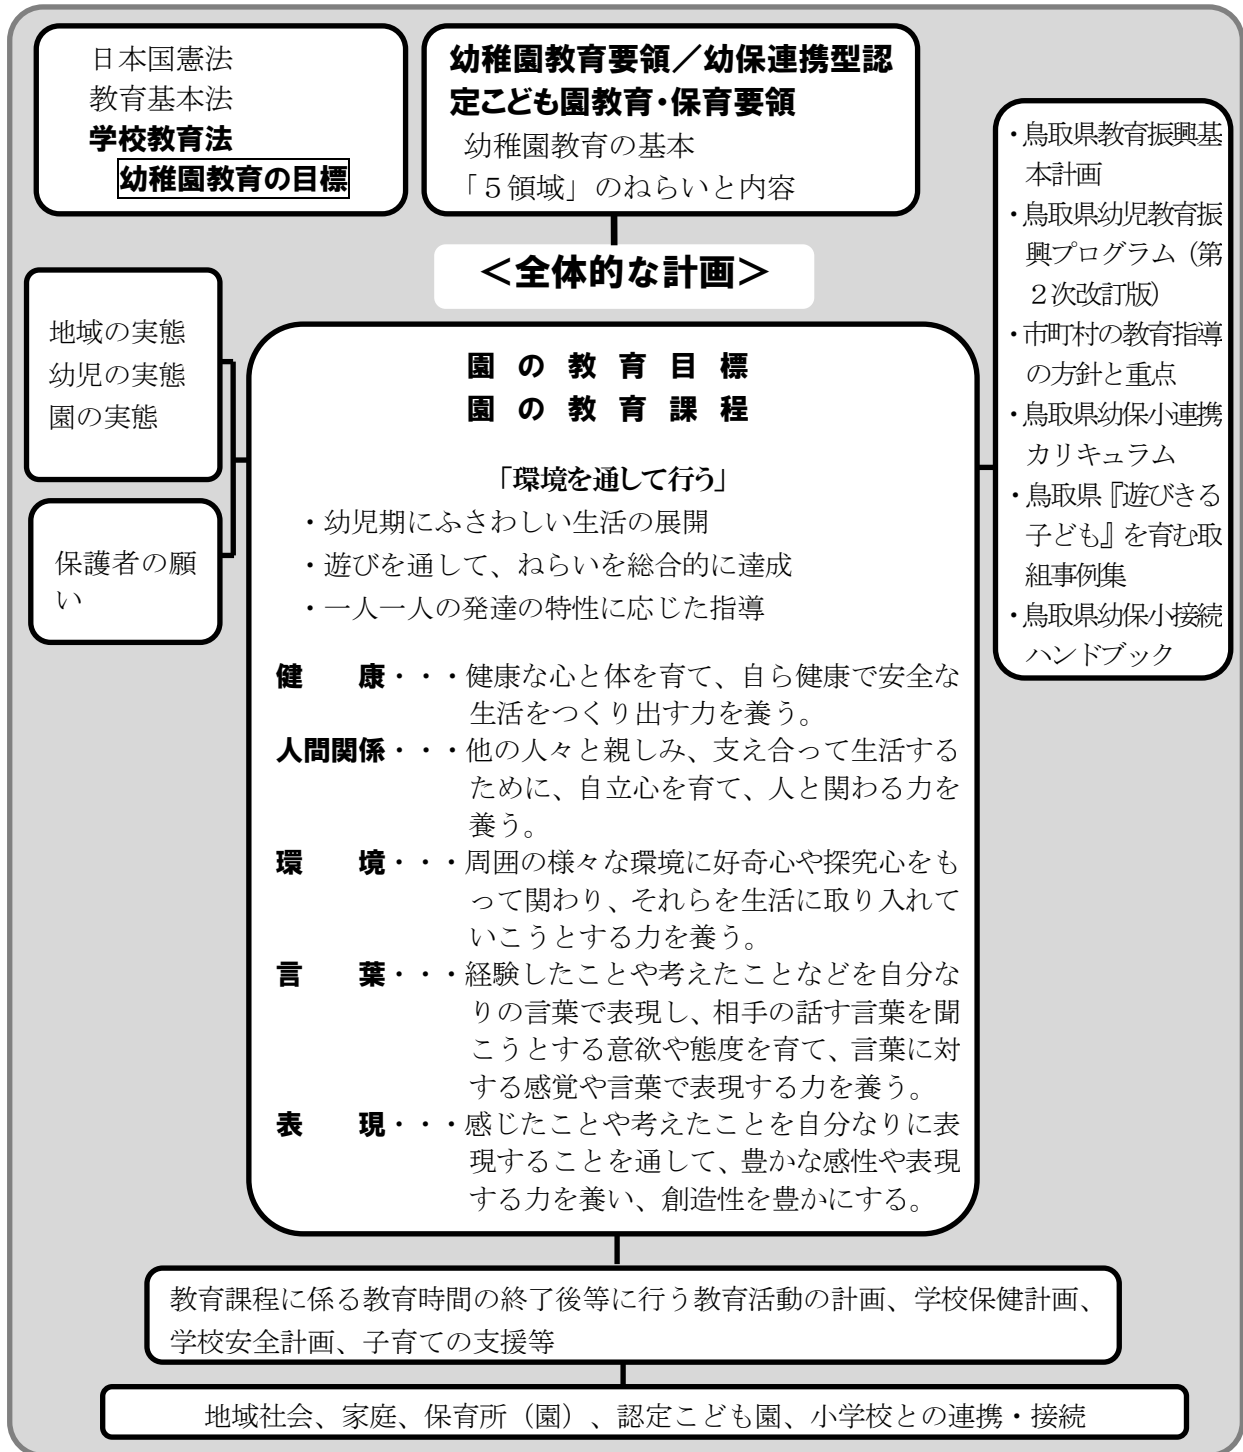 日本国憲法
教育基本法
学校教育法
幼稚園教育の目標
幼稚園教育要領／幼保連携型認
定こども園教育・保育要領
幼稚園教育の基本
「５領域」のねらいと内容
・鳥取県教育振興基
本計画
・鳥取県幼児教育振
興プログラム（第
２次改訂版）
・市町村の教育指導
の方針と重点
・鳥取県幼保小連携
カリキュラム
・鳥取県『遊びきる
子ども』を育む取
組事例集
・鳥取県幼保小接続
ハンドブック
＜全体的な計画＞
地域の実態
幼児の実態
園の実態
保護者の願
い
園の教育目標
園の教育課程
「環境を通して行う」
・幼児期にふさわしい生活の展開
・遊びを通して、ねらいを総合的に達成
・一人一人の発達の特性に応じた指導
健　康・・・健康な心と体を育て、自ら健康で安全な
生活をつくり出す力を養う。
人間関係・・・他の人々と親しみ、支え合って生活する
ために、自立心を育て、人と関わる力を
養う。
環　境・・・周囲の様々な環境に好奇心や探究心をも
って関わり、それらを生活に取り入れて
いこうとする力を養う。
言　葉・・・経験したことや考えたことなどを自分な
りの言葉で表現し、相手の話す言葉を聞
こうとする意欲や態度を育て、言葉に対
する感覚や言葉で表現する力を養う。
表　現・・・感じたことや考えたことを自分なりに表
現することを通して、豊かな感性や表現
する力を養い、創造性を豊かにする。
教育課程に係る教育時間の終了後等に行う教育活動の計画、学校保健計画、
学校安全計画、子育ての支援等
地域社会、家庭、保育所（園）、認定こども園、小学校との連携・接続